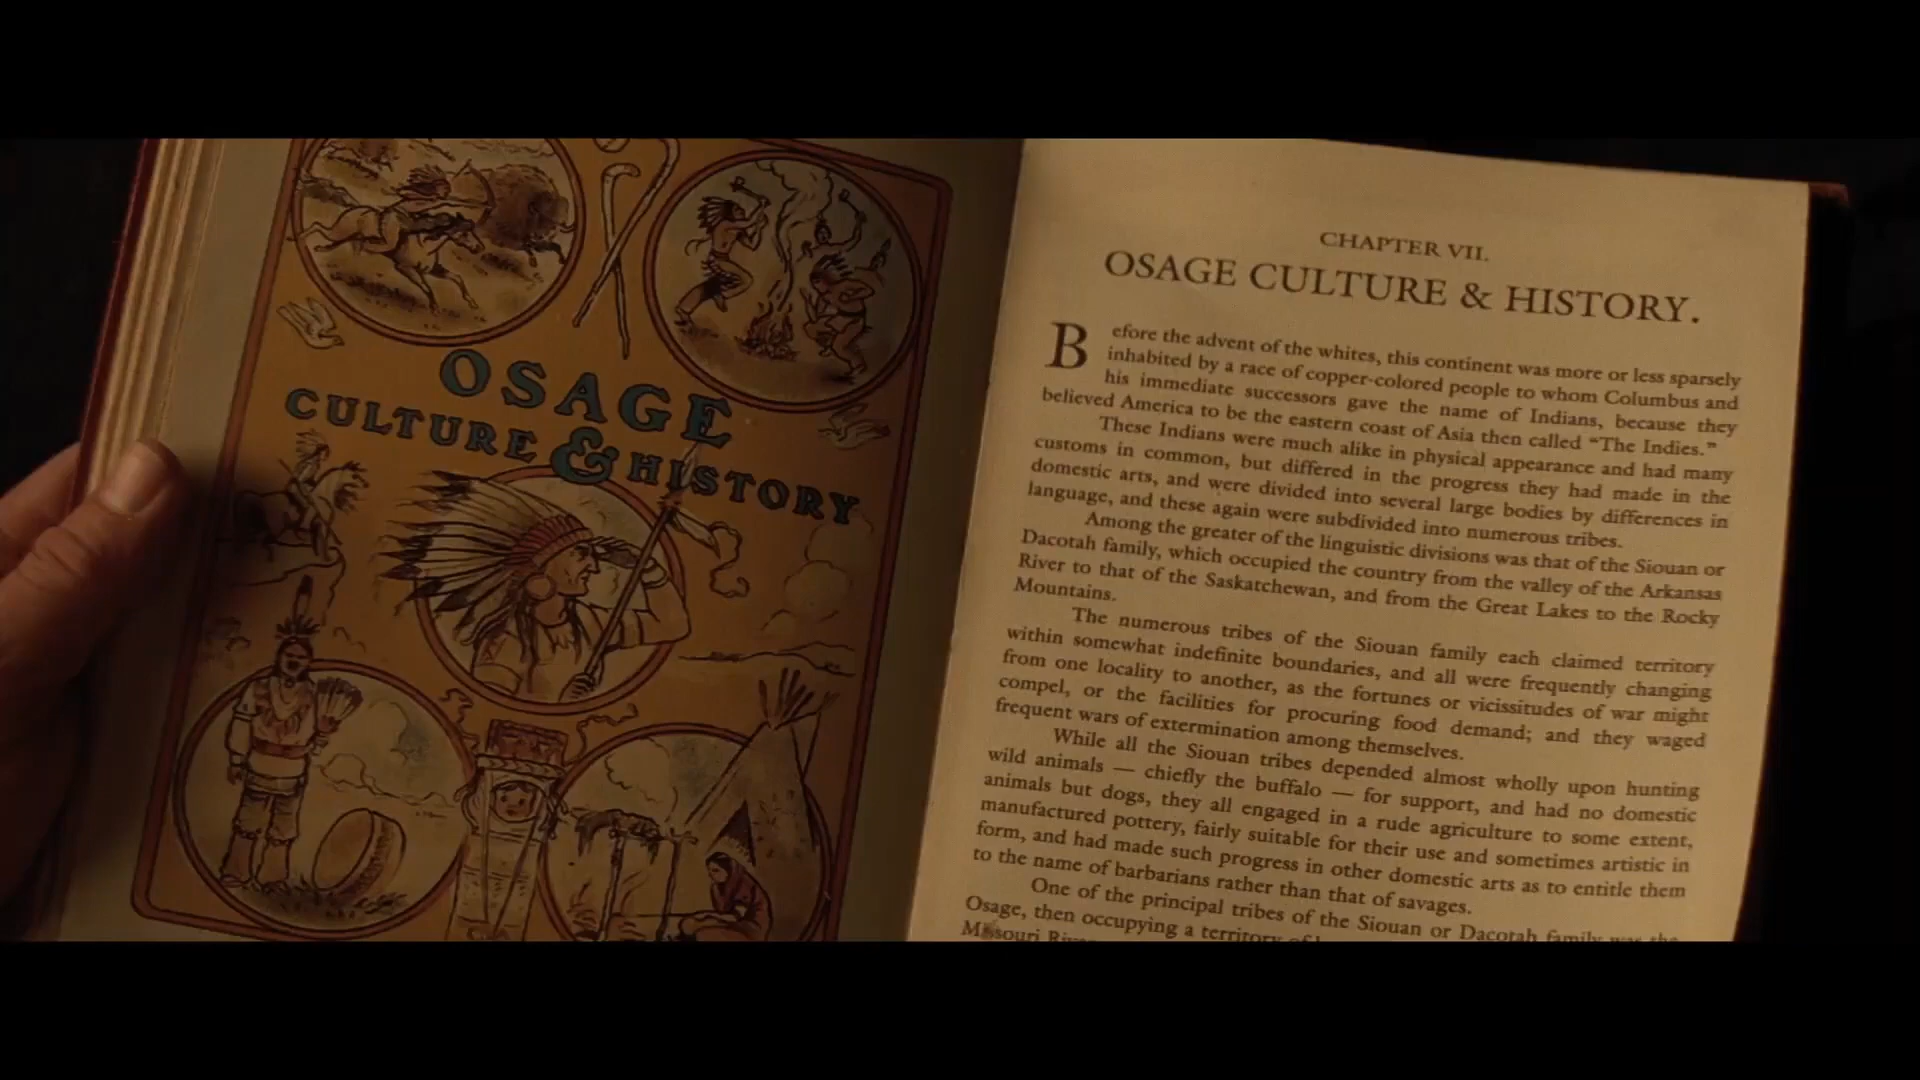 OSAGE
CULTURE & HISTORY
CHAPTER VII.
OSAGE CULTURE & HISTORY.
Before the advent of the whites, this continent was more or less sparsely
inhabited by a race of copper-colored people to whom Columbus and
his immediate successors gave the name of Indians, because they
believed America to be the eastern coast of Asia then called “The Indies.”
These Indians were much alike in physical appearance and had many
customs in common, but differed in the progress they had made in the
domestic arts, and were divided into several large bodies by differences in
language, and these again were subdivided into numerous tribes.
Among the greater of the linguistic divisions was that of the Siouan or
Dacotah family, which occupied the country from the valley of the Arkansas
River to that of the Saskatchewan, and from the Great Lakes to the Rocky
Mountains.
The numerous tribes of the Siouan family each claimed territory
within somewhat indefinite boundaries, and all were frequently changing
from one locality to another, as the fortunes or vicissitudes of war might
compel, or the facilities for procuring food demand; and they waged
frequent wars of extermination among themselves.
While all the Siouan tribes depended almost wholly upon hunting
wild animals — chiefly the buffalo — for support, and had no domestic
animals but dogs, they all engaged in a rude agriculture to some extent,
manufactured pottery, fairly suitable for their use and sometimes artistic in
form, and had made such progress in other domestic arts as to entitle them
to the name of barbarians rather than that of savages.
One of the principal tribes of the Siouan or Dacotah family was the
Osage, then occupying a territory of
Missouri